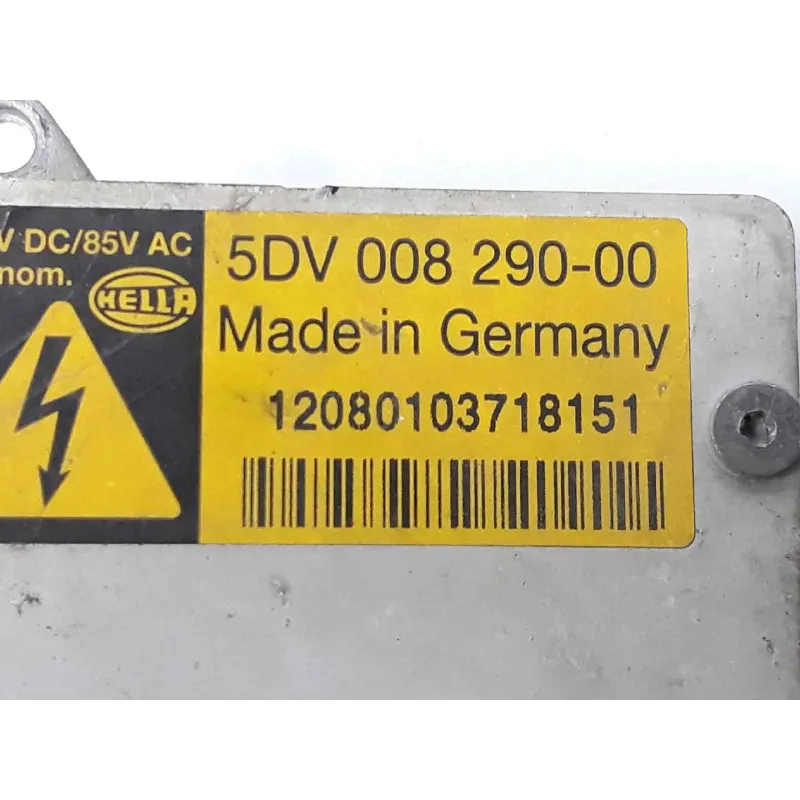 V DC/85V AC
nom.
HELLA
5DV 008 290-00
Made in Germany
12080103718151